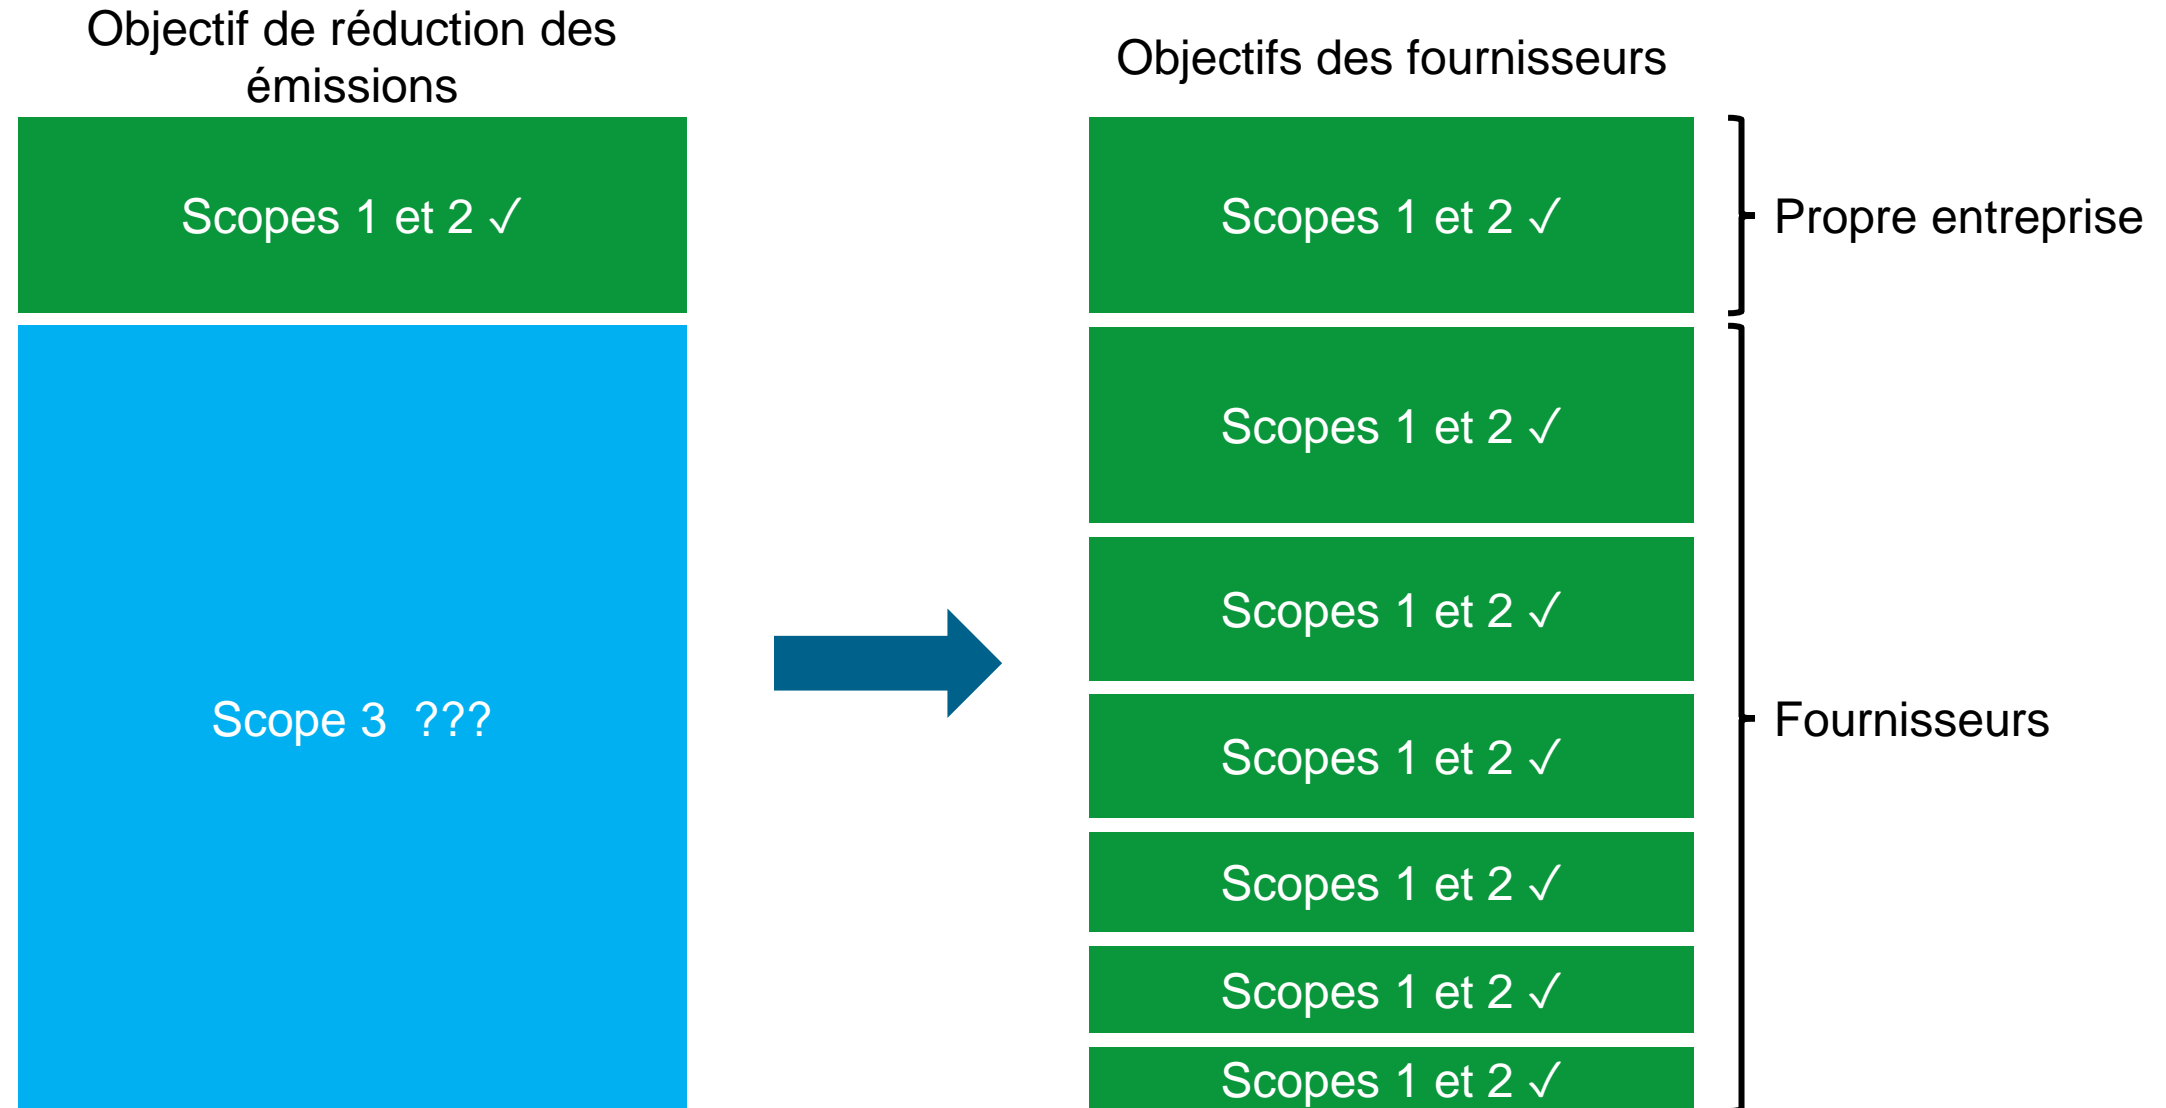 Objectif de réduction des
émissions
Scopes 1 et 2 ✓
Scope 3 ???
Objectifs des fournisseurs
Scopes 1 et 2 ✓
Scopes 1 et 2 ✓
Scopes 1 et 2 ✓
Scopes 1 et 2 ✓
Scopes 1 et 2 ✓
Scopes 1 et 2 ✓
Scopes 1 et 2 ✓
Propre entreprise
Fournisseurs